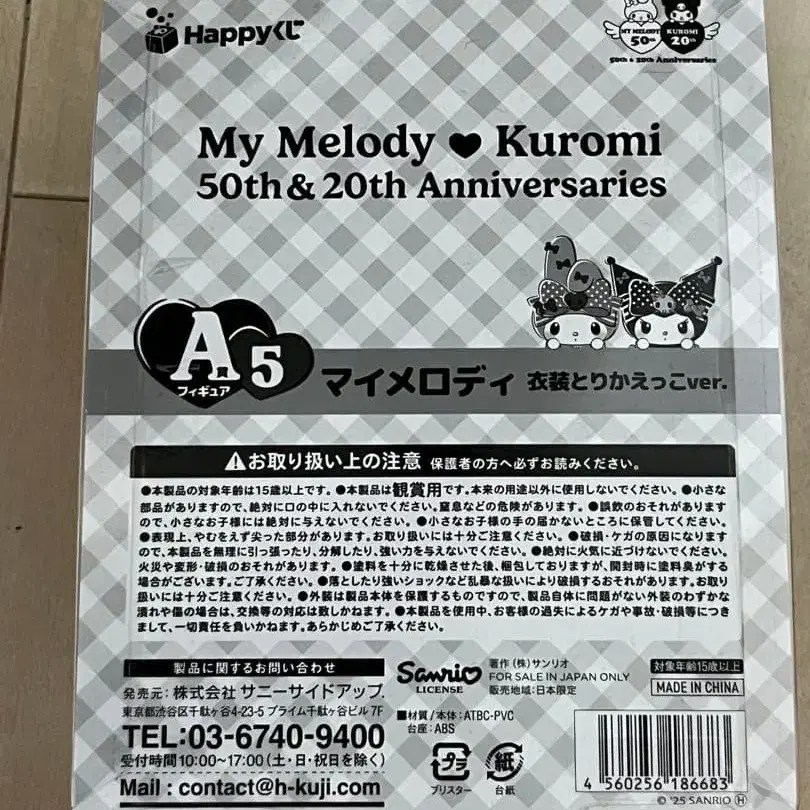 Happyくじ
MY MELODY 50th
KUROMI 20th
50th & 20th Anniversaries
My Melody ♥ Kuromi
50th & 20th Anniversaries
A 5
フィギュア
マイメロディ 衣装とりかえっこver.
⚠お取り扱い上の注意 保護者の方へ必ずお読みください。
●本製品の対象年齢は15歳以上です。●本製品は観賞用です。本来の用途以外に使用しないでください。●小さな
部品がありますので、絶対に口の中に入れないでください。窒息などの危険があります。●誤飲のおそれがあります
ので、小さなお子様には絶対に与えないでください。●小さなお子様の手の届かないところに保管してください。
●表現上、やむをえず尖った部分があります。お取り扱いには十分ご注意ください。●破損・ケガの原因になります
ので、本製品を無理に引っ張ったり、分解したり、強い力を与えないでください。●絶対に火気に近づけないでください。
火災や変形・破損のおそれがあります。●塗料を十分に乾燥させた後、梱包しておりますが、開封時に塗料臭がする
場合がございます。ご了承ください。●落としたり強いショックなど乱暴な扱いにより破損するおそれがあります。お取り
扱いには十分ご注意ください。●外装は製品本体を保護するものですので、製品自体に問題がない外装のわずかな
潰れや傷の場合は、交換等の対応は致しかねます。●本製品を使用中、お客様の過失によるケガや事故・破損等につき
まして、一切責任を負いかねます。あらかじめご了承ください。
製品に関するお問い合わせ
発売元:株式会社 サニーサイドアップ
東京都渋谷区千駄ヶ谷4-23-5 プライム千駄ヶ谷ビル 7F
TEL:03-6740-9400
受付時間10:00~17:00(土・日・祝日を除く)
Mail : contact@h-kuji.com
Sanrio
LICENSE
著作(株)サンリオ
FOR SALE IN JAPAN ONLY
販売地域:日本限定
■材質/本体:ATBC-PVC
台座:ABS
プラ
ブリスター
紙
台紙
対象年齢15歳以上
MADE IN CHINA
4 560256 186683
© '25 SANRIO Ⓗ